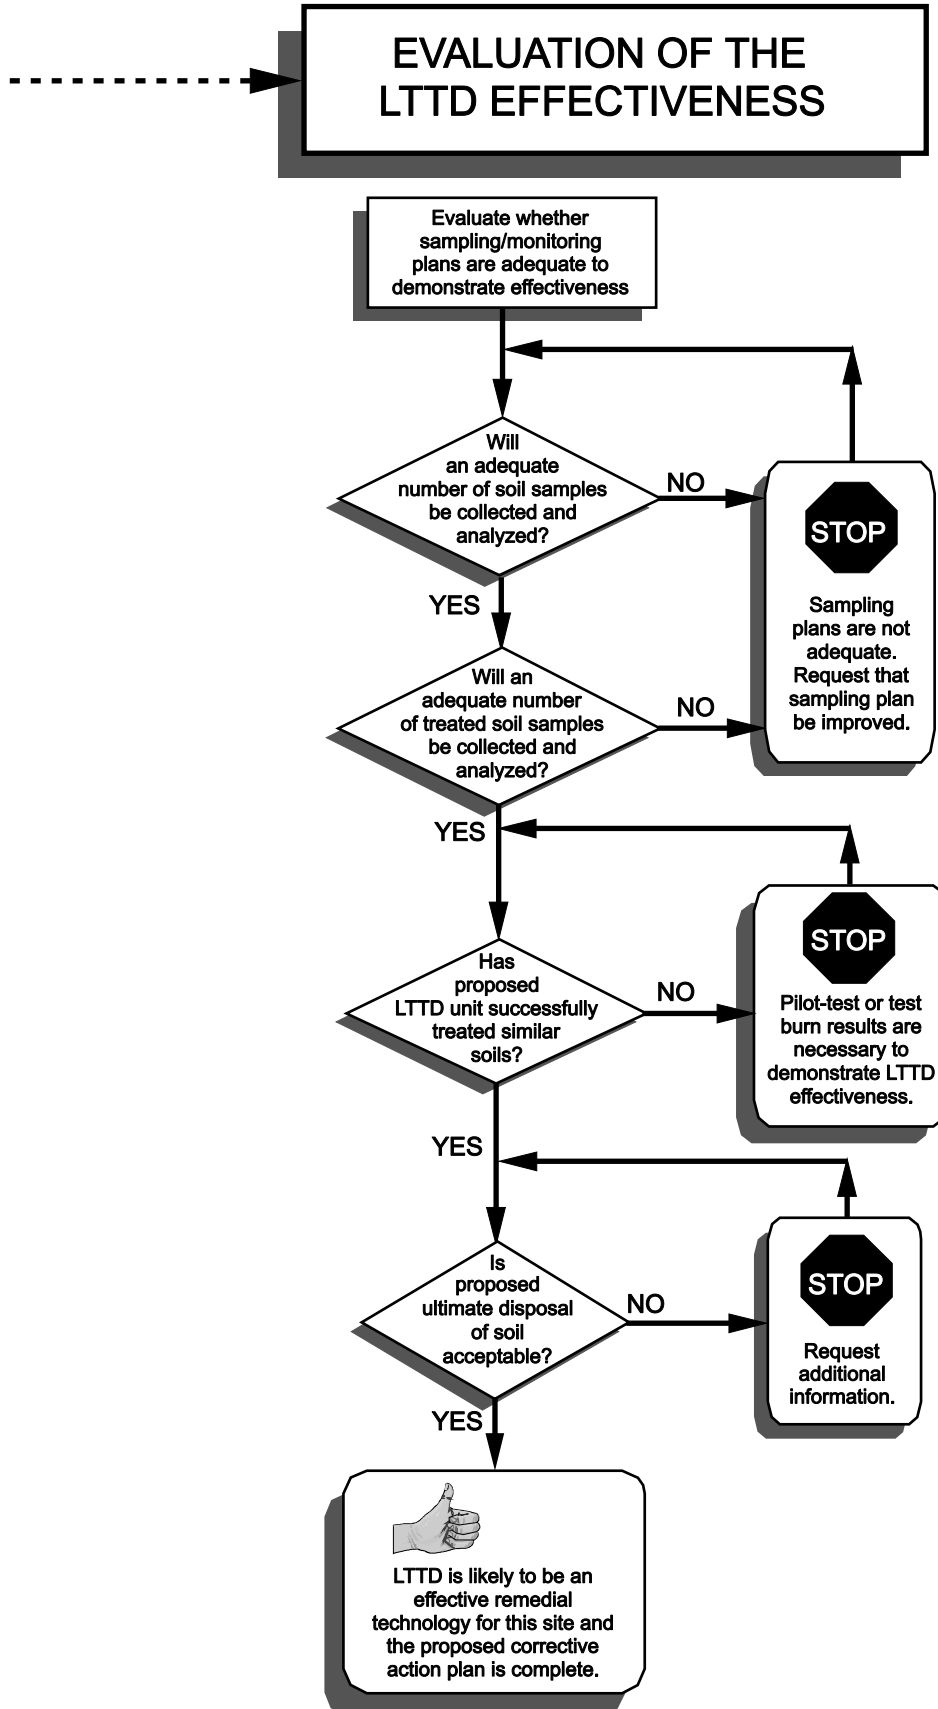 EVALUATION OF THE
LTTD EFFECTIVENESS
Evaluate whether
sampling/monitoring
plans are adequate to
demonstrate effectiveness
Will
an adequate
number of soil samples
be collected and
analyzed?
NO
STOP
Sampling
plans are not
adequate.
Request that
sampling plan
be improved.
YES
Will an
adequate number
of treated soil samples
be collected and
analyzed?
NO
YES
Has
proposed
LTTD unit successfully
treated similar
soils?
NO
STOP
Pilot-test or test
burn results are
necessary to
demonstrate LTTD
effectiveness.
YES
Is
proposed
ultimate disposal
of soil
acceptable?
NO
STOP
Request
additional
information.
YES
LTTD is likely to be an
effective remedial
technology for this site and
the proposed corrective
action plan is complete.